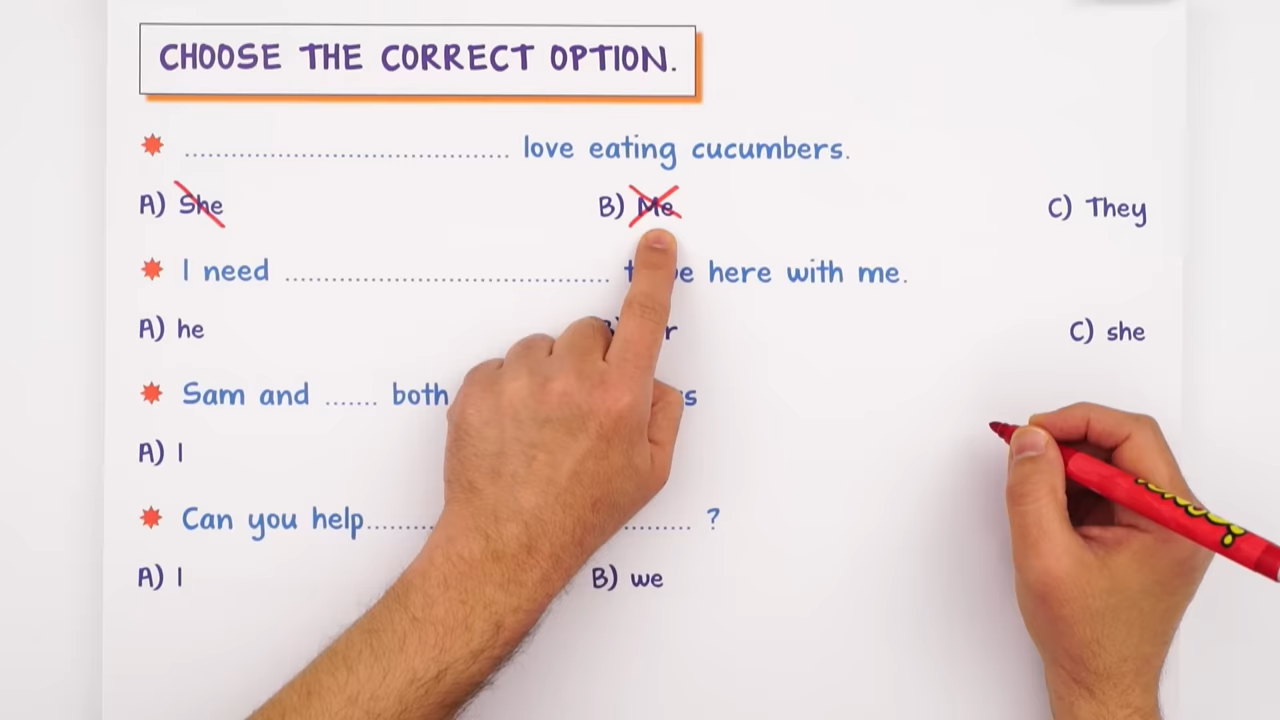 CHOOSE THE CORRECT OPTION.
................................... love eating cucumbers.
A) She B) Me C) They
I need ................................... here with me.
A) he C) she
Sam and ....... both
A) I
Can you help................ ?
A) I B) we